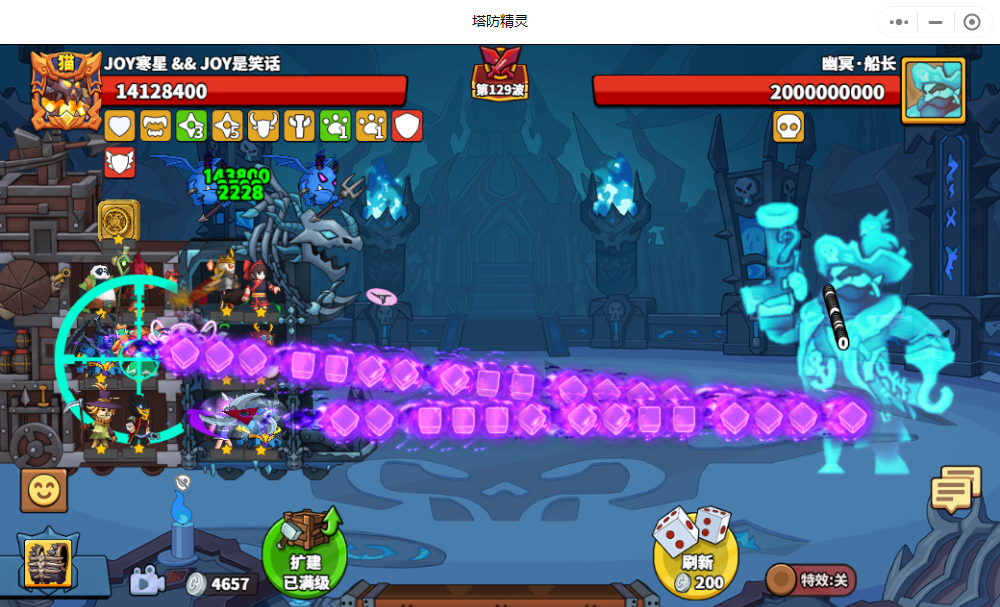 塔防精灵
JOY寒星 && JOY是笑话
14128400
猫
第129波
幽冥·船长
2000000000
3
5
1
1
143800
2228
0
扩建
已满级
4657
刷新
200
特效:关